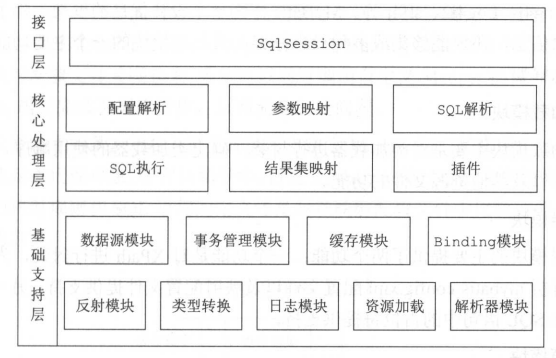 接口层
SqlSession
核心处理层
配置解析 参数映射 SQL解析
SQL执行 结果集映射 插件
基础支持层
数据源模块 事务管理模块 缓存模块 Binding模块
反射模块 类型转换 日志模块 资源加载 解析器模块